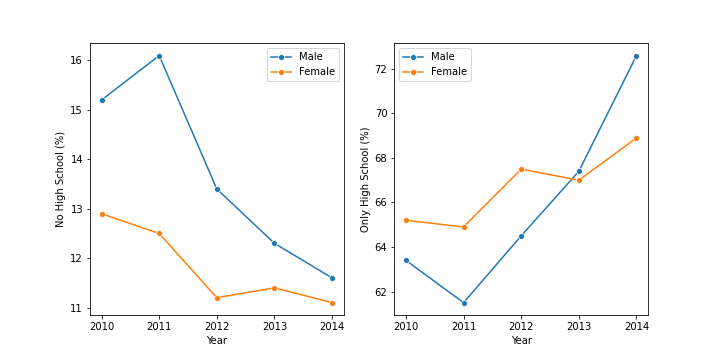 No High School (%)
16
15
14
13
12
11
Male
Female
2010 2011 2012 2013 2014
Year
Only High School (%)
72
70
68
66
64
62
Male
Female
2010 2011 2012 2013 2014
Year